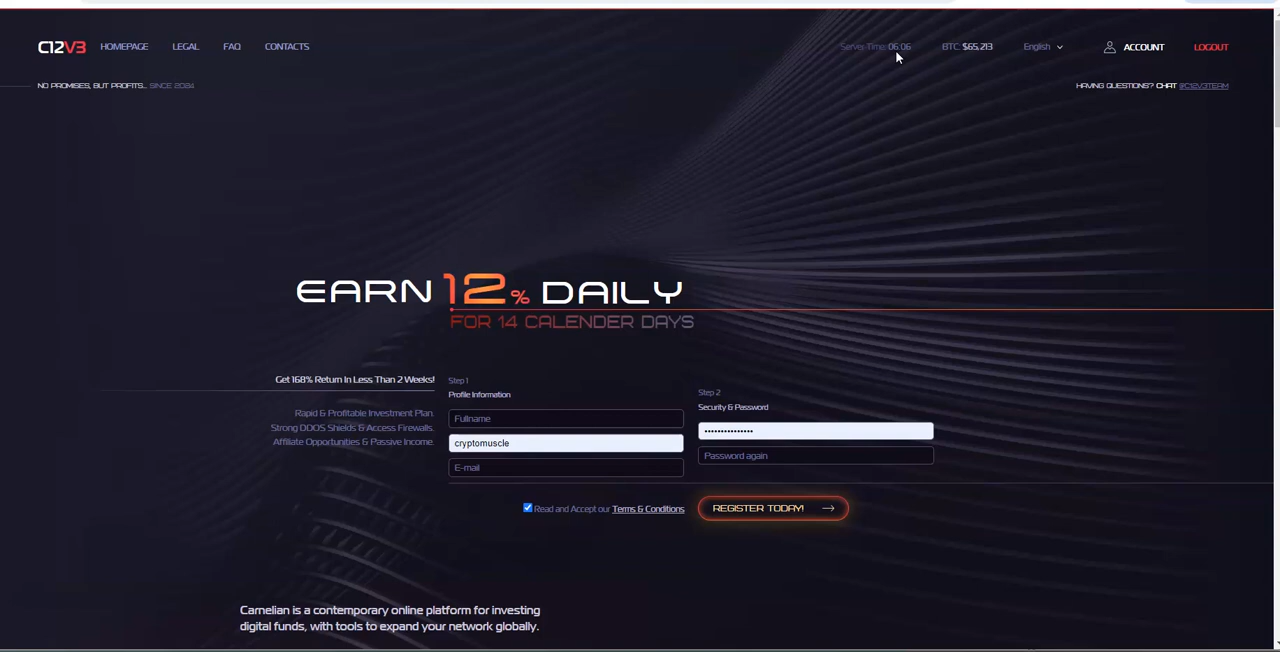 C12V3 HOMEPAGE LEGAL FAQ CONTACTS Server Time: 06:06 BTC: $65,213 English ACCOUNT LOGOUT
NO PROMISES, BUT PROFITS... SINCE 2024 HAVING QUESTIONS? CHAT @C12V3TEAM
EARN 12% DAILY
FOR 14 CALENDER DAYS
Get 168% Return In Less Than 2 Weeks!
Rapid & Profitable Investment Plan.
Strong DDOS Shields & Access Firewalls.
Affiliate Opportunities & Passive Income.
Step 1
Profile Information
Fullname
cryptomuscle
E-mail
Step 2
Security & Password
Password again
Read and Accept our Terms & Conditions
REGISTER TODAY!
Carnelian is a contemporary online platform for investing
digital funds, with tools to expand your network globally.